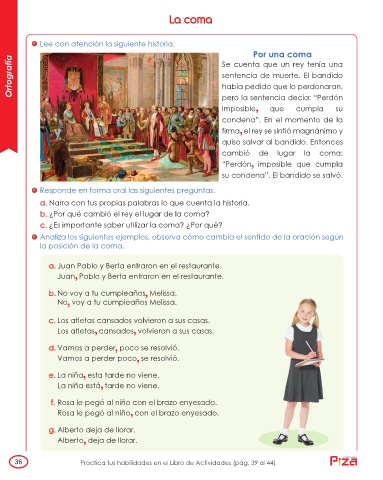 La coma
Ortografía
Lee con atención la siguiente historia.
Por una coma
Se cuenta que un rey tenía una
sentencia de muerte. El bandido
había pedido que lo perdonaran,
pero la sentencia decía: “Perdón
imposible, que cumpla su
condena”. En el momento de la
firma, el rey se sintió magnánimo y
quiso salvar al bandido. Entonces
cambió de lugar la coma:
“Perdón, imposible que cumpla
su condena”. El bandido se salvó.
Responde en forma oral las siguientes preguntas.
a. Narra con tus propias palabras lo que cuenta la historia.
b. ¿Por qué cambió el rey el lugar de la coma?
c. ¿Es importante saber utilizar la coma? ¿Por qué?
Analiza los siguientes ejemplos, observa cómo cambia el sentido de la oración según
la posición de la coma.
a. Juan Pablo y Berta entraron en el restaurante.
Juan, Pablo y Berta entraron en el restaurante.
b. No voy a tu cumpleaños, Melissa.
No, voy a tu cumpleaños Melissa.
c. Los atletas cansados volvieron a sus casas.
Los atletas, cansados, volvieron a sus casas.
d. Vamos a perder, poco se resolvió.
Vamos a perder poco, se resolvió.
e. La niña, esta tarde no viene.
La niña está, tarde no viene.
f. Rosa le pegó al niño con el brazo enyesado.
Rosa le pegó al niño, con el brazo enyesado.
g. Alberto deja de llorar.
Alberto, deja de llorar.
36
Practica tus habilidades en el Libro de Actividades (pág. 39 al 44)